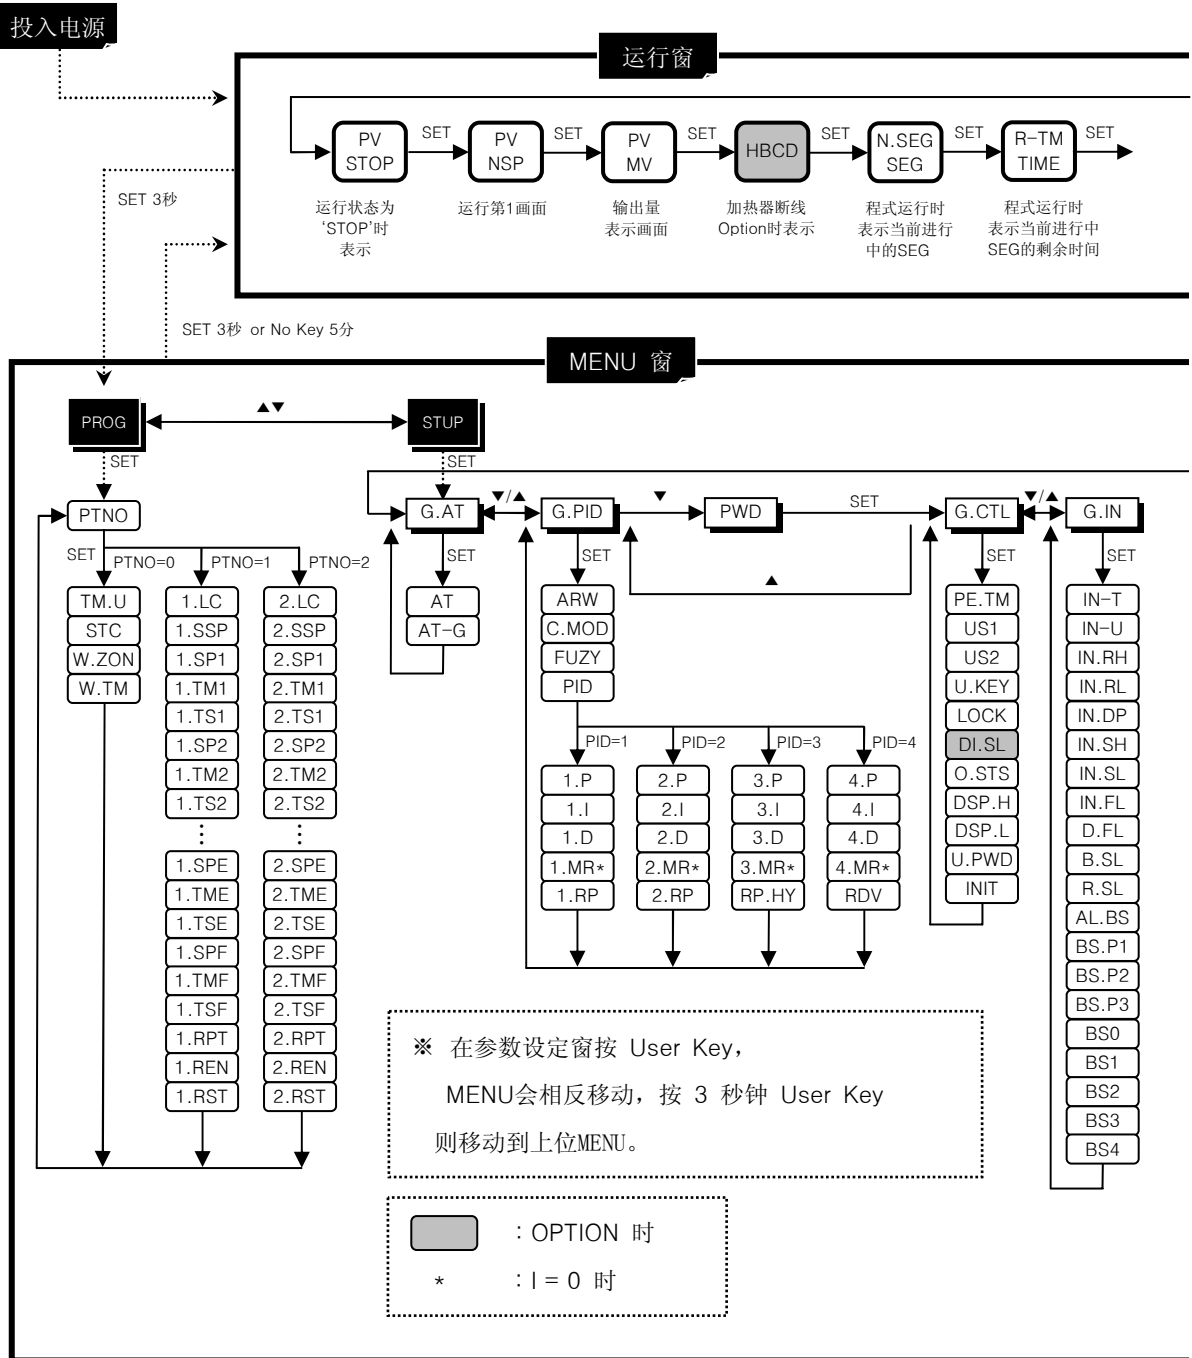 投入电源
运行窗
PV
STOP
SET
PV
NSP
SET
PV
MV
SET
HBCD
SET
N.SEG
SEG
SET
R-TM
TIME
SET
运行状态为
‘STOP’时
表示
运行第1画面
输出量
表示画面
加热器断线
Option时表示
程式运行时
表示当前进行
中的SEG
程式运行时
表示当前进行中
SEG的剩余时间
SET 3秒
SET 3秒 or No Key 5分
MENU 窗
PROG
▲▼
STUP
SET
SET
PTNO
G.AT
▼/▲
G.PID
▼
PWD
SET
G.CTL
▼/▲
G.IN
▲
SET
PTNO=0
PTNO=1
PTNO=2
TM.U
STC
W.ZON
W.TM
1.LC
1.SSP
1.SP1
1.TM1
1.TS1
1.SP2
1.TM2
1.TS2
⋮
1.SPE
1.TME
1.TSE
1.SPF
1.TMF
1.TSF
1.RPT
1.REN
1.RST
2.LC
2.SSP
2.SP1
2.TM1
2.TS1
2.SP2
2.TM2
2.TS2
⋮
2.SPE
2.TME
2.TSE
2.SPF
2.TMF
2.TSF
2.RPT
2.REN
2.RST
SET
AT
AT-G
SET
ARW
C.MOD
FUZY
PID
PID=1
PID=2
PID=3
PID=4
1.P
1.I
1.D
1.MR*
1.RP
2.P
2.I
2.D
2.MR*
2.RP
3.P
3.I
3.D
3.MR*
RP.HY
4.P
4.I
4.D
4.MR*
RDV
SET
PE.TM
US1
US2
U.KEY
LOCK
DI.SL
O.STS
DSP.H
DSP.L
U.PWD
INIT
SET
IN-T
IN-U
IN.RH
IN.RL
IN.DP
IN.SH
IN.SL
IN.FL
D.FL
B.SL
R.SL
AL.BS
BS.P1
BS.P2
BS.P3
BS0
BS1
BS2
BS3
BS4
※ 在参数设定窗按 User Key，
MENU会相反移动，按 3 秒钟 User Key
则移动到上位MENU。
: OPTION 时
* : I = 0 时